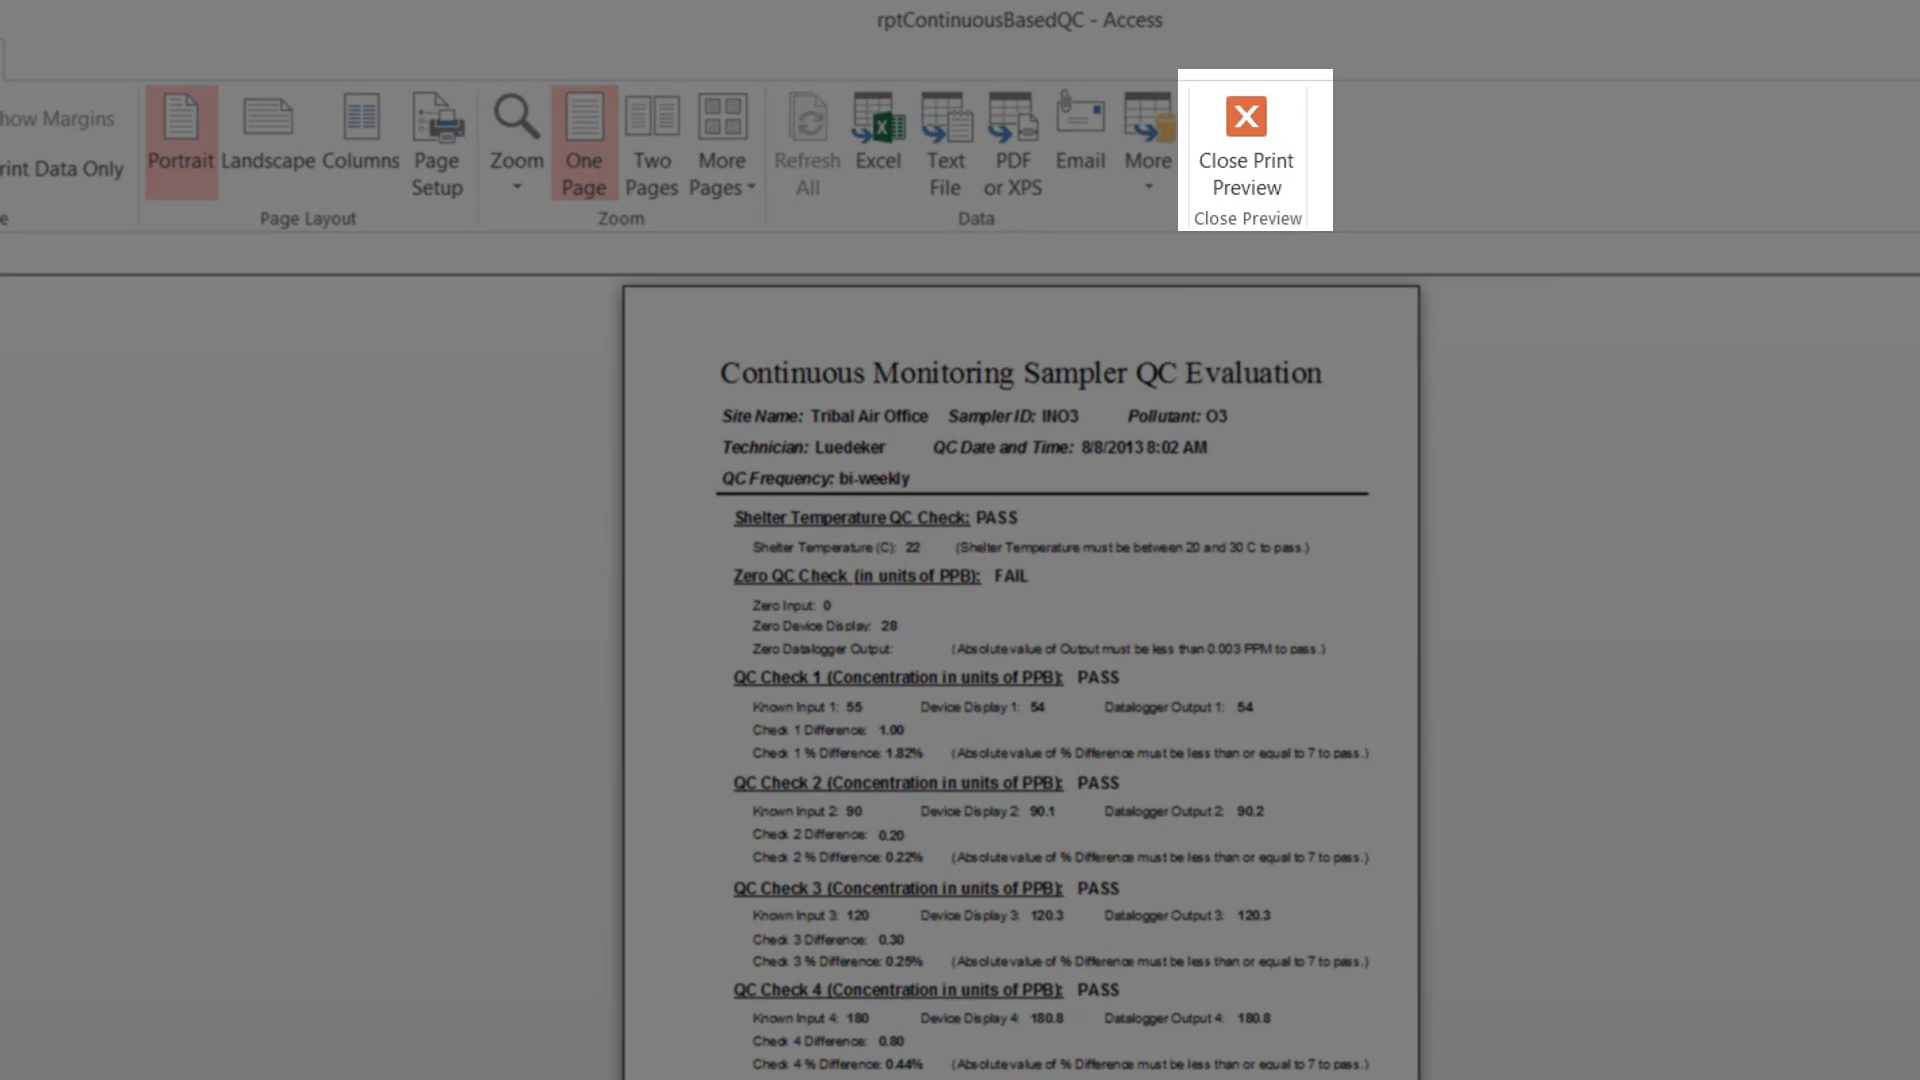 rptContinuousBasedQC - Access
how Margins
rint Data Only
e
Portrait
Landscape
Columns
Page
Setup
Page Layout
Zoom
One
Page
Two
Pages
More
Pages
Zoom
Refresh
All
Excel
Text
File
PDF
or XPS
Email
More
Data
Close Print
Preview
Close Preview
Continuous Monitoring Sampler QC Evaluation
Site Name: Tribal Air Office Sampler ID: INO3 Pollutant: O3
Technician: Luedeker QC Date and Time: 8/8/2013 8:02 AM
QC Frequency: bi-weekly
Shelter Temperature QC Check: PASS
Shelter Temperature (C): 22 (Shelter Temperature must be between 20 and 30 C to pass.)
Zero QC Check (in units of PPB): FAIL
Zero Input: 0
Zero Device Display: 28
Zero Datalogger Output: (Absolute value of Output must be less than 0.003 PPM to pass.)
QC Check 1 (Concentration in units of PPB): PASS
Known Input 1: 55 Device Display 1: 54 Datalogger Output 1: 54
Check 1 Difference: 1.00
Check 1 % Difference: 1.82% (Absolute value of % Difference must be less than or equal to 7 to pass.)
QC Check 2 (Concentration in units of PPB): PASS
Known Input 2: 90 Device Display 2: 90.1 Datalogger Output 2: 90.2
Check 2 Difference: 0.20
Check 2 % Difference: 0.22% (Absolute value of % Difference must be less than or equal to 7 to pass.)
QC Check 3 (Concentration in units of PPB): PASS
Known Input 3: 120 Device Display 3: 120.3 Datalogger Output 3: 120.3
Check 3 Difference: 0.30
Check 3 % Difference: 0.25% (Absolute value of % Difference must be less than or equal to 7 to pass.)
QC Check 4 (Concentration in units of PPB): PASS
Known Input 4: 180 Device Display 4: 180.8 Datalogger Output 4: 180.8
Check 4 Difference: 0.80
Check 4 % Difference: 0.44% (Absolute value of % Difference must be less than or equal to 7 to pass.)